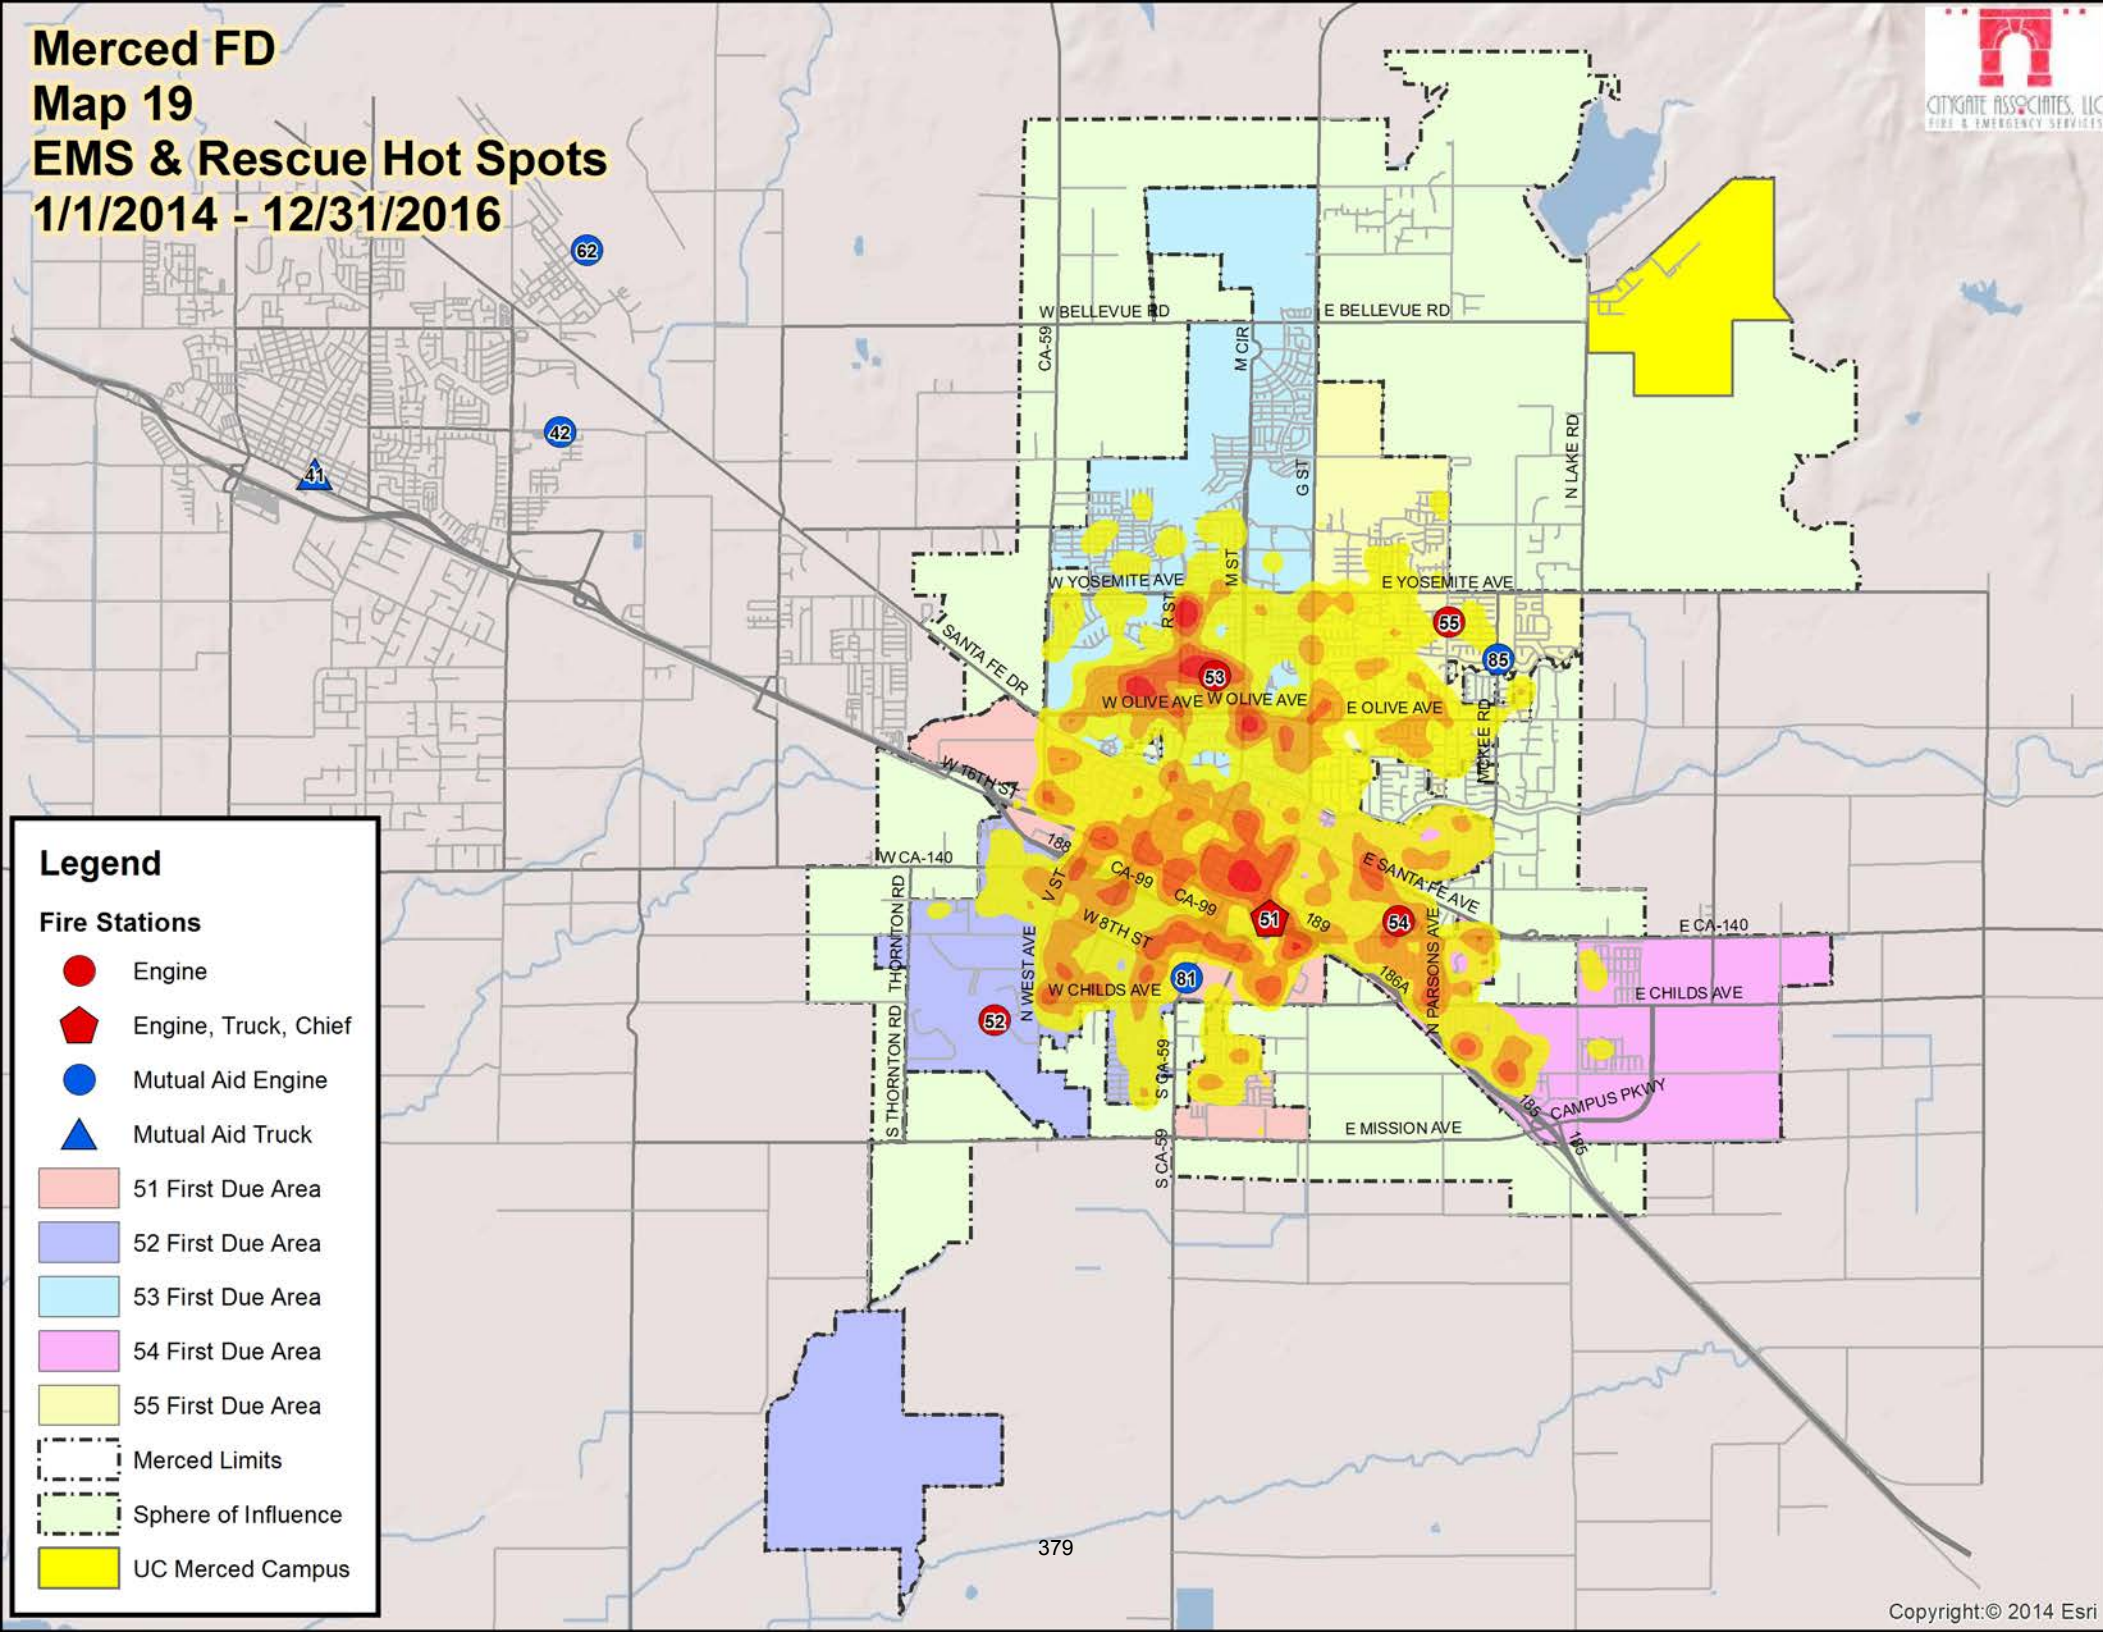 Merced FD
Map 19
EMS & Rescue Hot Spots
1/1/2014 - 12/31/2016
CITYGATE ASSOCIATES, LLC
FIRE & EMERGENCY SERVICES
62
42
41
W BELLEVUE RD
E BELLEVUE RD
CA-59
M CIR
G ST
N LAKE RD
W YOSEMITE AVE
M ST
E YOSEMITE AVE
R ST
55
SANTA FE DR
85
53
W OLIVE AVE
W OLIVE AVE
E OLIVE AVE
MCKEE RD
W 16TH ST
188
W CA-140
V ST
CA-99
CA-99
E SANTA FE AVE
THORNTON RD
W 8TH ST
51
189
54
N PARSONS AVE
E CA-140
N WEST AVE
81
186A
W CHILDS AVE
E CHILDS AVE
52
S THORNTON RD
S CA-59
185
CAMPUS PKWY
E MISSION AVE
185
S CA-59
Legend
Fire Stations
Engine
Engine, Truck, Chief
Mutual Aid Engine
Mutual Aid Truck
51 First Due Area
52 First Due Area
53 First Due Area
54 First Due Area
55 First Due Area
Merced Limits
Sphere of Influence
UC Merced Campus
379
Copyright:© 2014 Esri